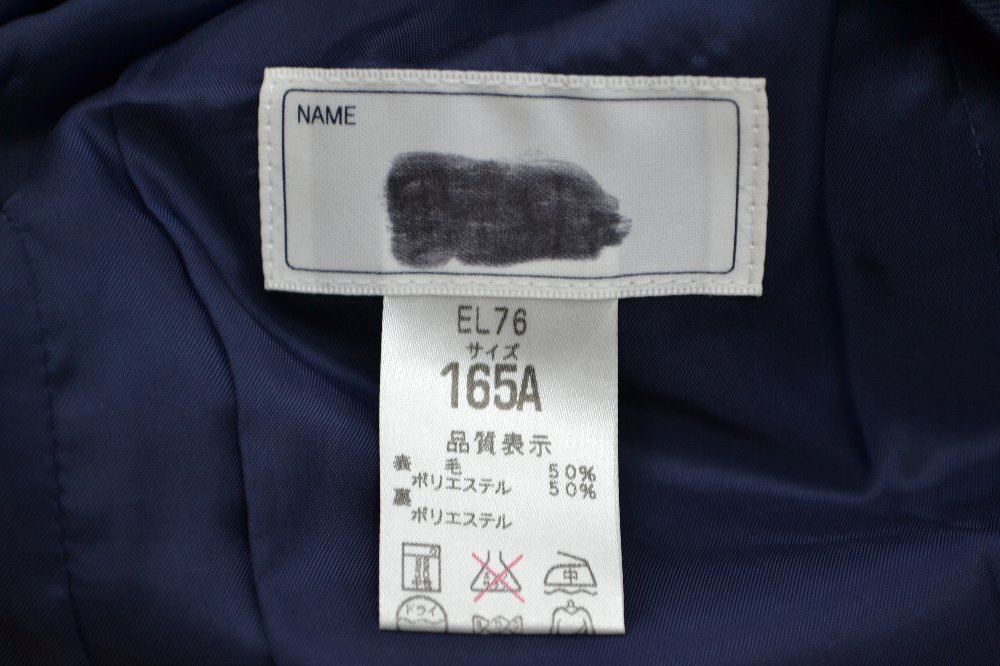 NAME
EL76
サイズ
165A
品質表示
表 毛 50%
ポリエステル 50%
裏
ポリエステル
中
ドライ